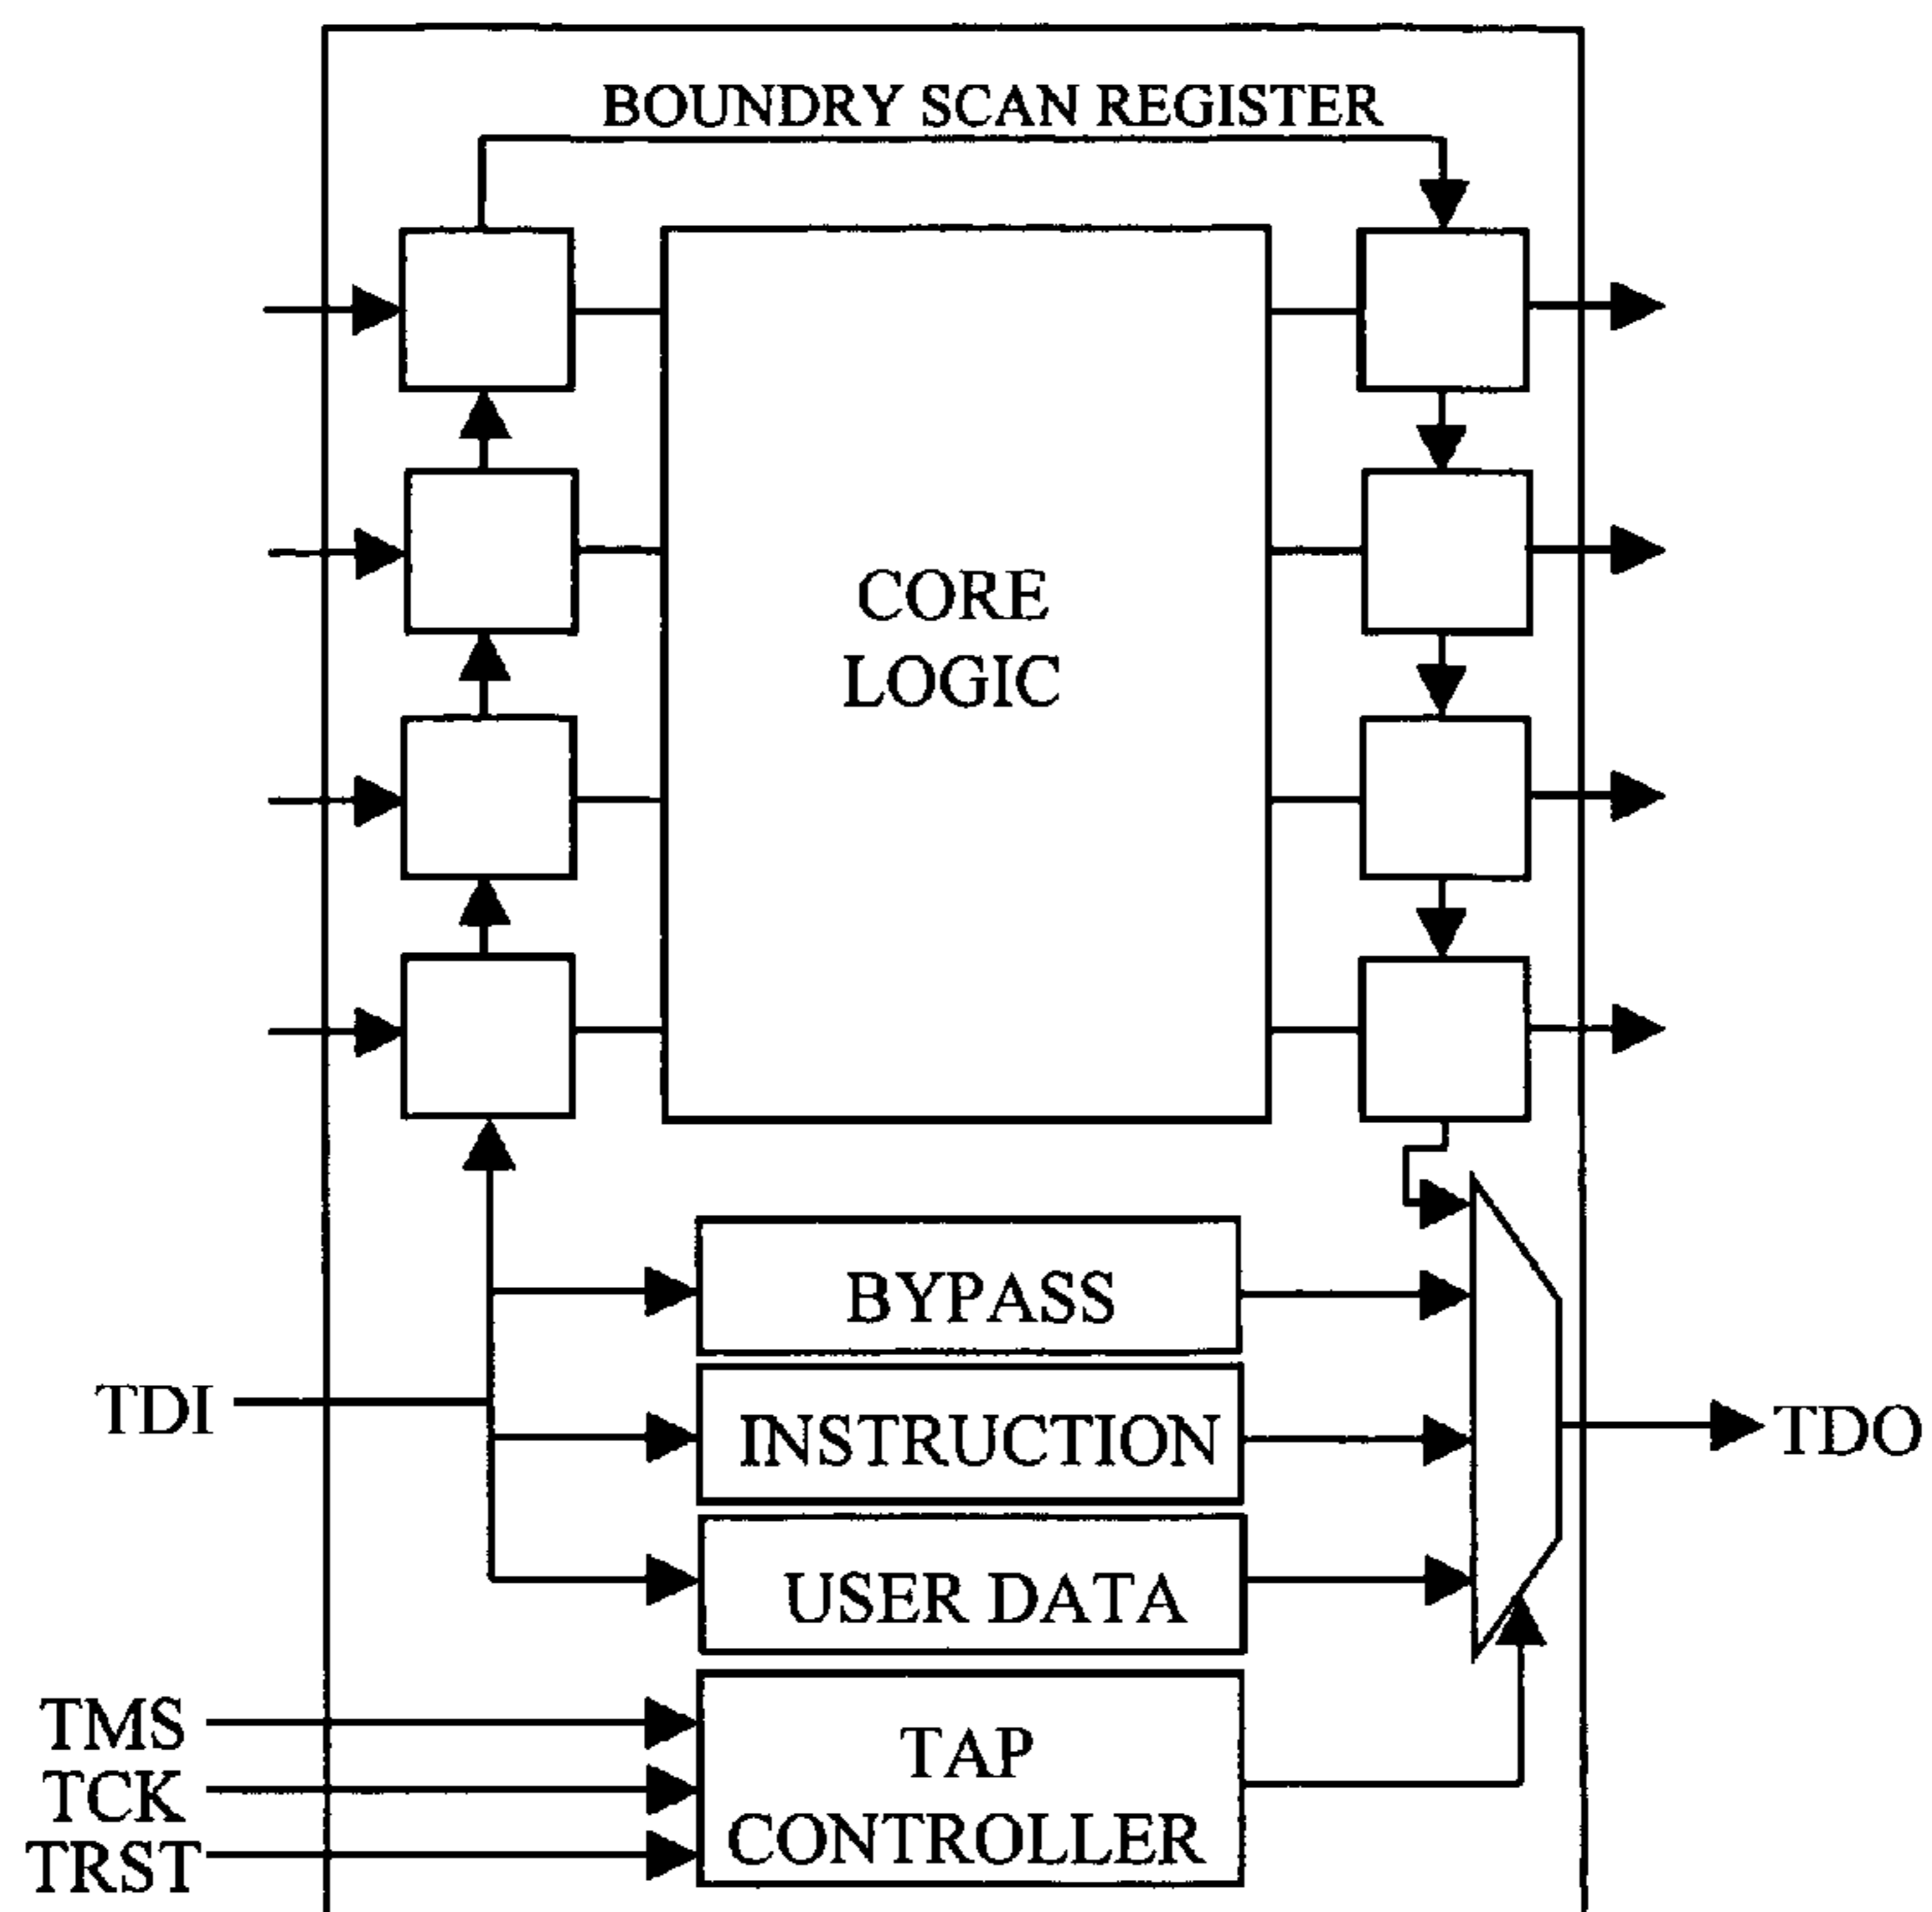 BOUNDRY SCAN REGISTER
CORE
LOGIC
BYPASS
TDI
INSTRUCTION
TDO
USER DATA
TMS
TAP
TCK
CONTROLLER
TRST